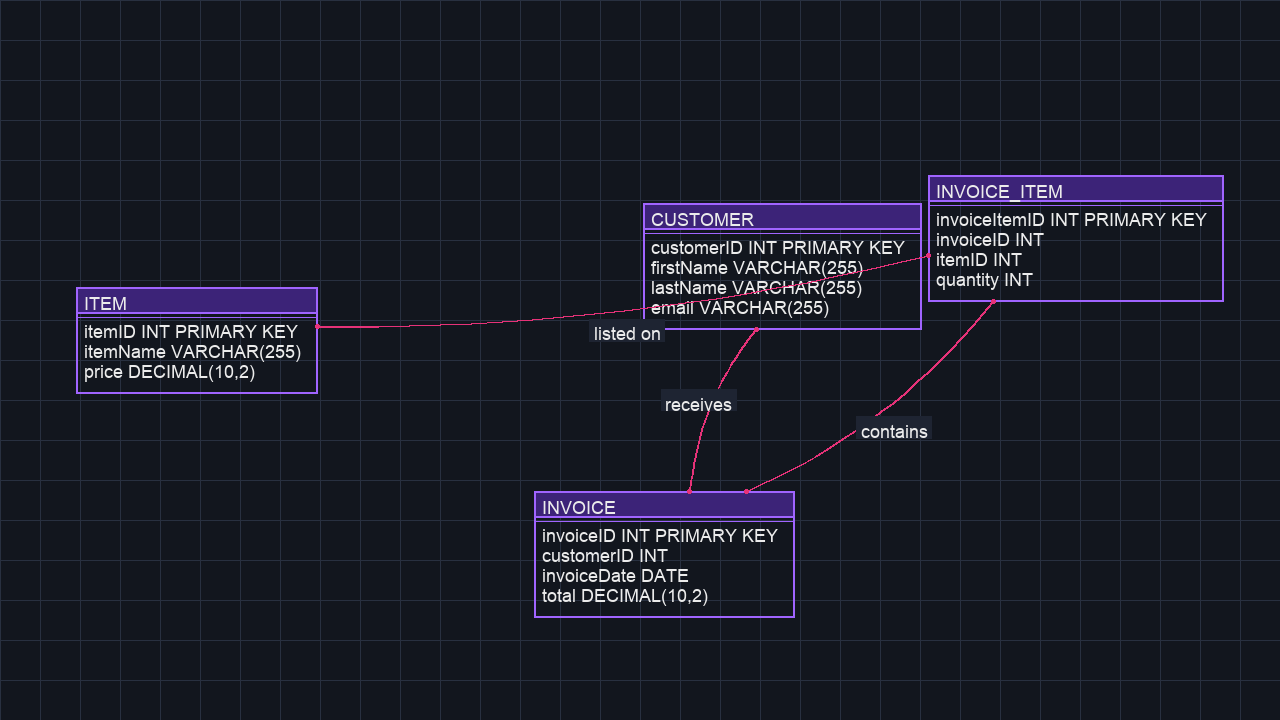 INVOICE_ITEM
invoiceItemID INT PRIMARY KEY
invoiceID INT
itemID INT
quantity INT
CUSTOMER
customerID INT PRIMARY KEY
firstName VARCHAR(255)
lastName VARCHAR(255)
email VARCHAR(255)
ITEM
itemID INT PRIMARY KEY
itemName VARCHAR(255)
price DECIMAL(10,2)
listed on
receives
contains
INVOICE
invoiceID INT PRIMARY KEY
customerID INT
invoiceDate DATE
total DECIMAL(10,2)